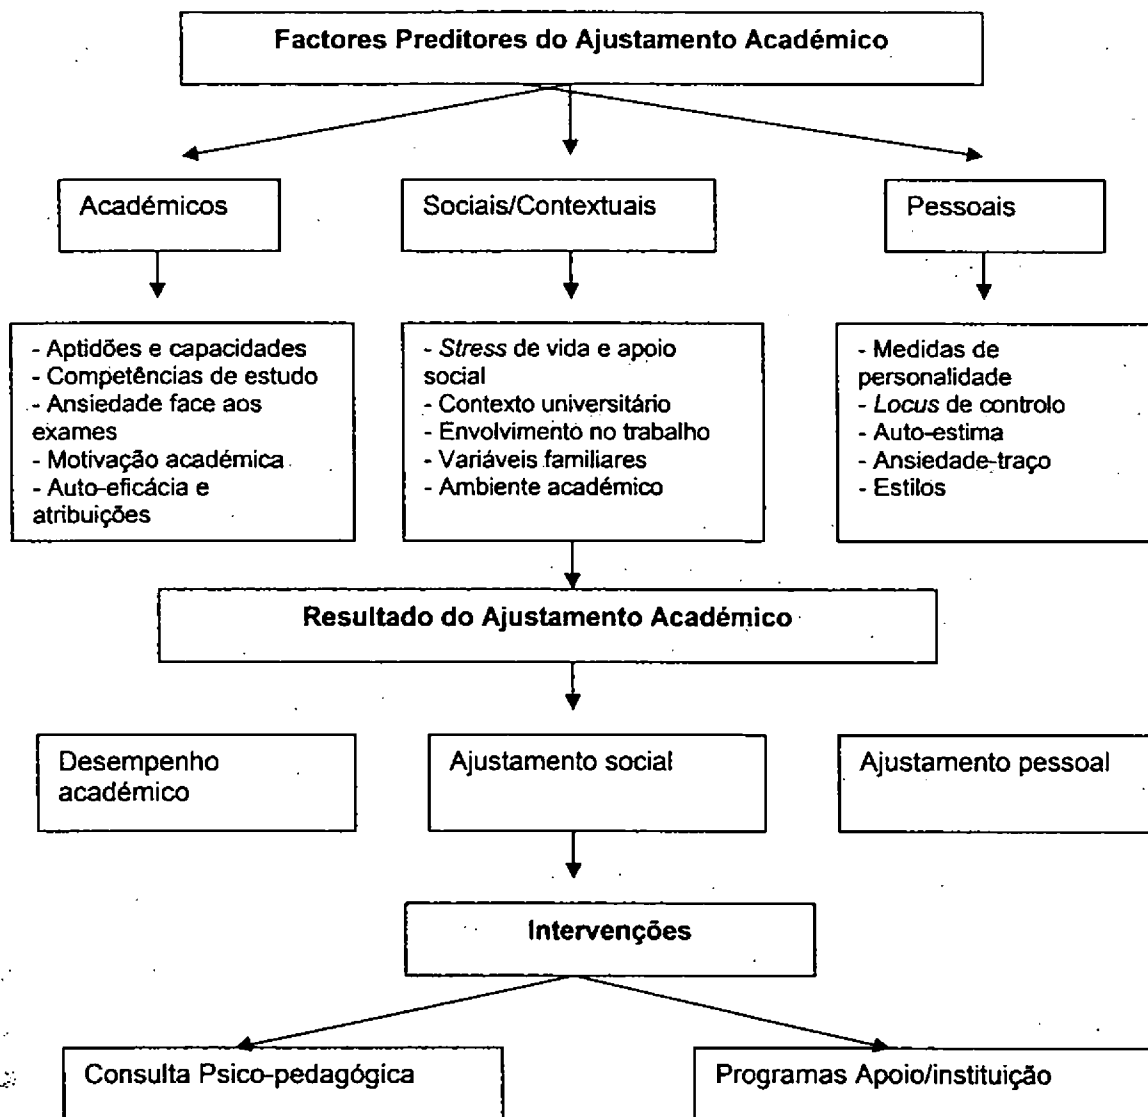 Factores Preditores do Ajustamento Académico
Académicos
Sociais/Contextuais
Pessoais
- Aptidões e capacidades
- Competências de estudo
- Ansiedade face aos
exames
- Motivação académica
- Auto-eficácia e
atribuições
- Stress de vida e apoio
social
- Contexto universitário
- Envolvimento no trabalho
- Variáveis familiares
- Ambiente académico
- Medidas de
personalidade
- Locus de controlo
- Auto-estima
- Ansiedade-traço
- Estilos
Resultado do Ajustamento Académico
Desempenho
académico
Ajustamento social
Ajustamento pessoal
Intervenções
Consulta Psico-pedagógica
Programas Apoio/instituição